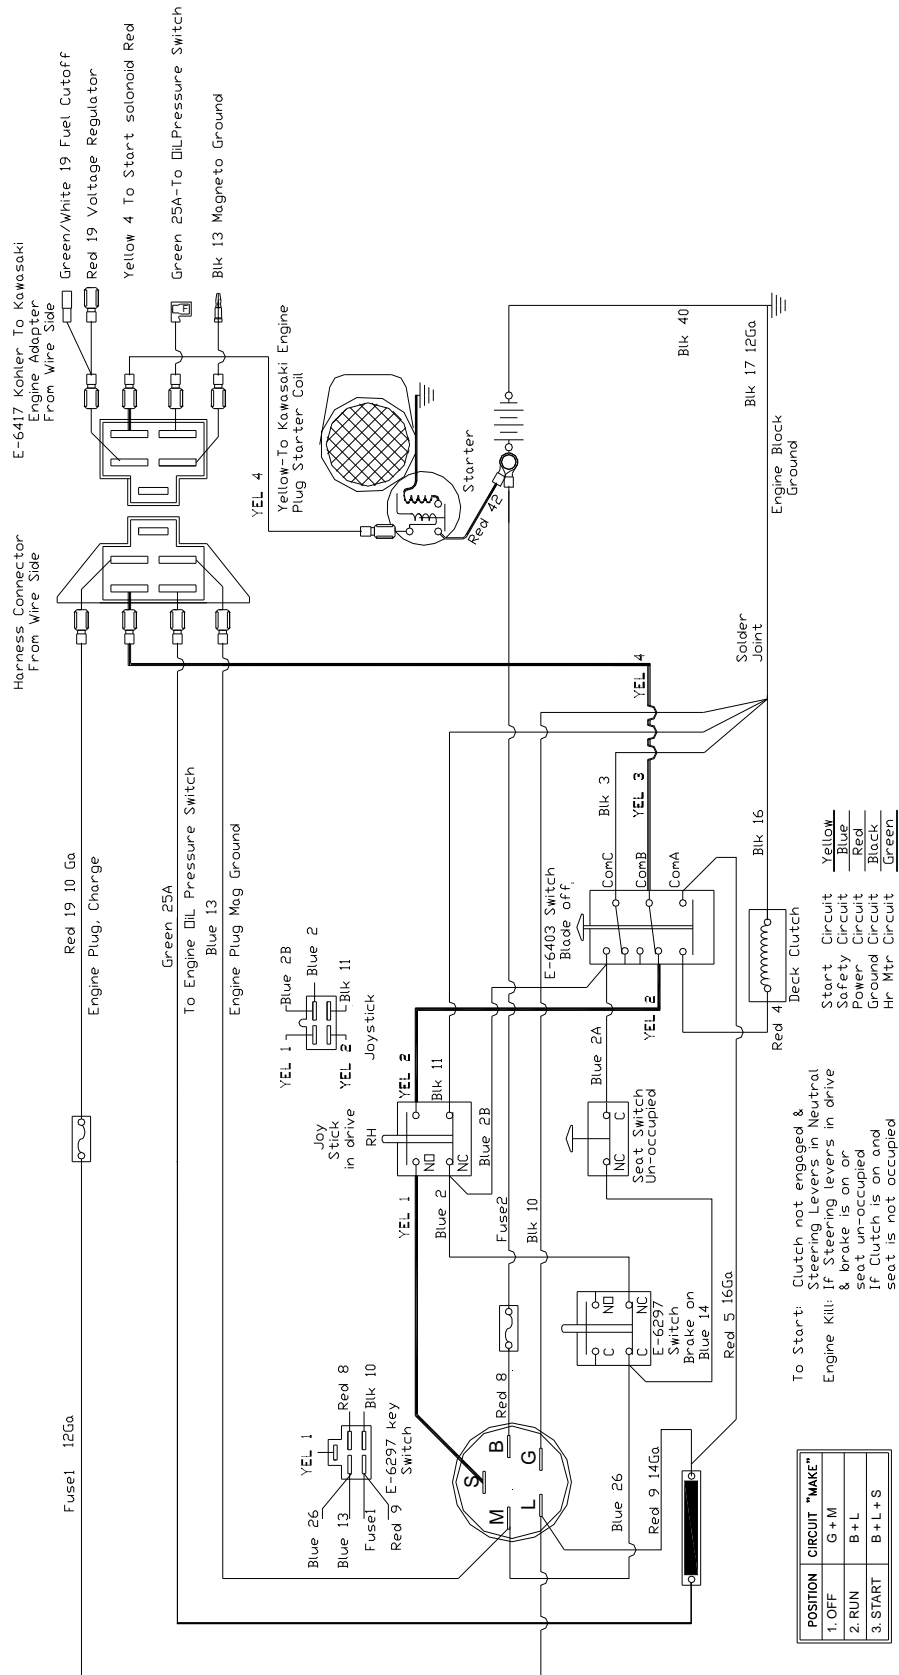 E-6417 Kohler To Kawasaki
Engine Adapter
From Wire Side
Green/White 19 Fuel Cutoff
Red 19 Voltage Regulator
Yellow 4 To Start solonoid Red
Green 25A-To OiLPressure Switch
Blk 13 Magneto Ground
Harness Connector
From Wire Side
YEL 4
Yellow-To Kawasaki Engine
Plug Starter Coil
Starter
Red 42
Blk 40
Blk 17 12Ga
Engine Block
Ground
Solder
Joint
YEL 4
Red 19 10 Ga
Engine Plug, Charge
Green 25A
To Engine OiL Pressure Switch
Blue 13
Engine Plug Mag Ground
Blue 2B
Blue 2
YEL 1
YEL 2
Blk 11
Joystick
Joy
Stick
in drive
RH
NO
NC
YEL 2
Blk 11
Blue 2B
YEL 1
Blue 2
E-6403 Switch
Blade off,
ComC
ComB
ComA
Blk 3
YEL 3
YEL 2
Blue 2A
Seat Switch
Un-occupied
NC
C
Blk 16
Deck Clutch
Red 4
Fuse2
Blk 10
C
NO
C
NC
E-6297
Switch
Brake on
Blue 14
Red 5 16Ga
Fuse1
12Ga
YEL 1
Red 8
Blk 10
Blue 26
Blue 13
Fuse1
Red 9
E-6297 key
Switch
Red 8
S
B
M
G
L
Blue 26
Red 9 14Ga
Start Circuit Yellow
Safety Circuit Blue
Power Circuit Red
Ground Circuit Black
Hr Mtr Circuit Green
To Start: Clutch not engaged &
Steering Levers in Neutral
Engine Kill: If Steering levers in drive
& brake is on or
seat un-occupied
If Clutch is on and
seat is not occupied
POSITION CIRCUIT "MAKE"
1. OFF G + M
2. RUN B + L
3. START B + L + S